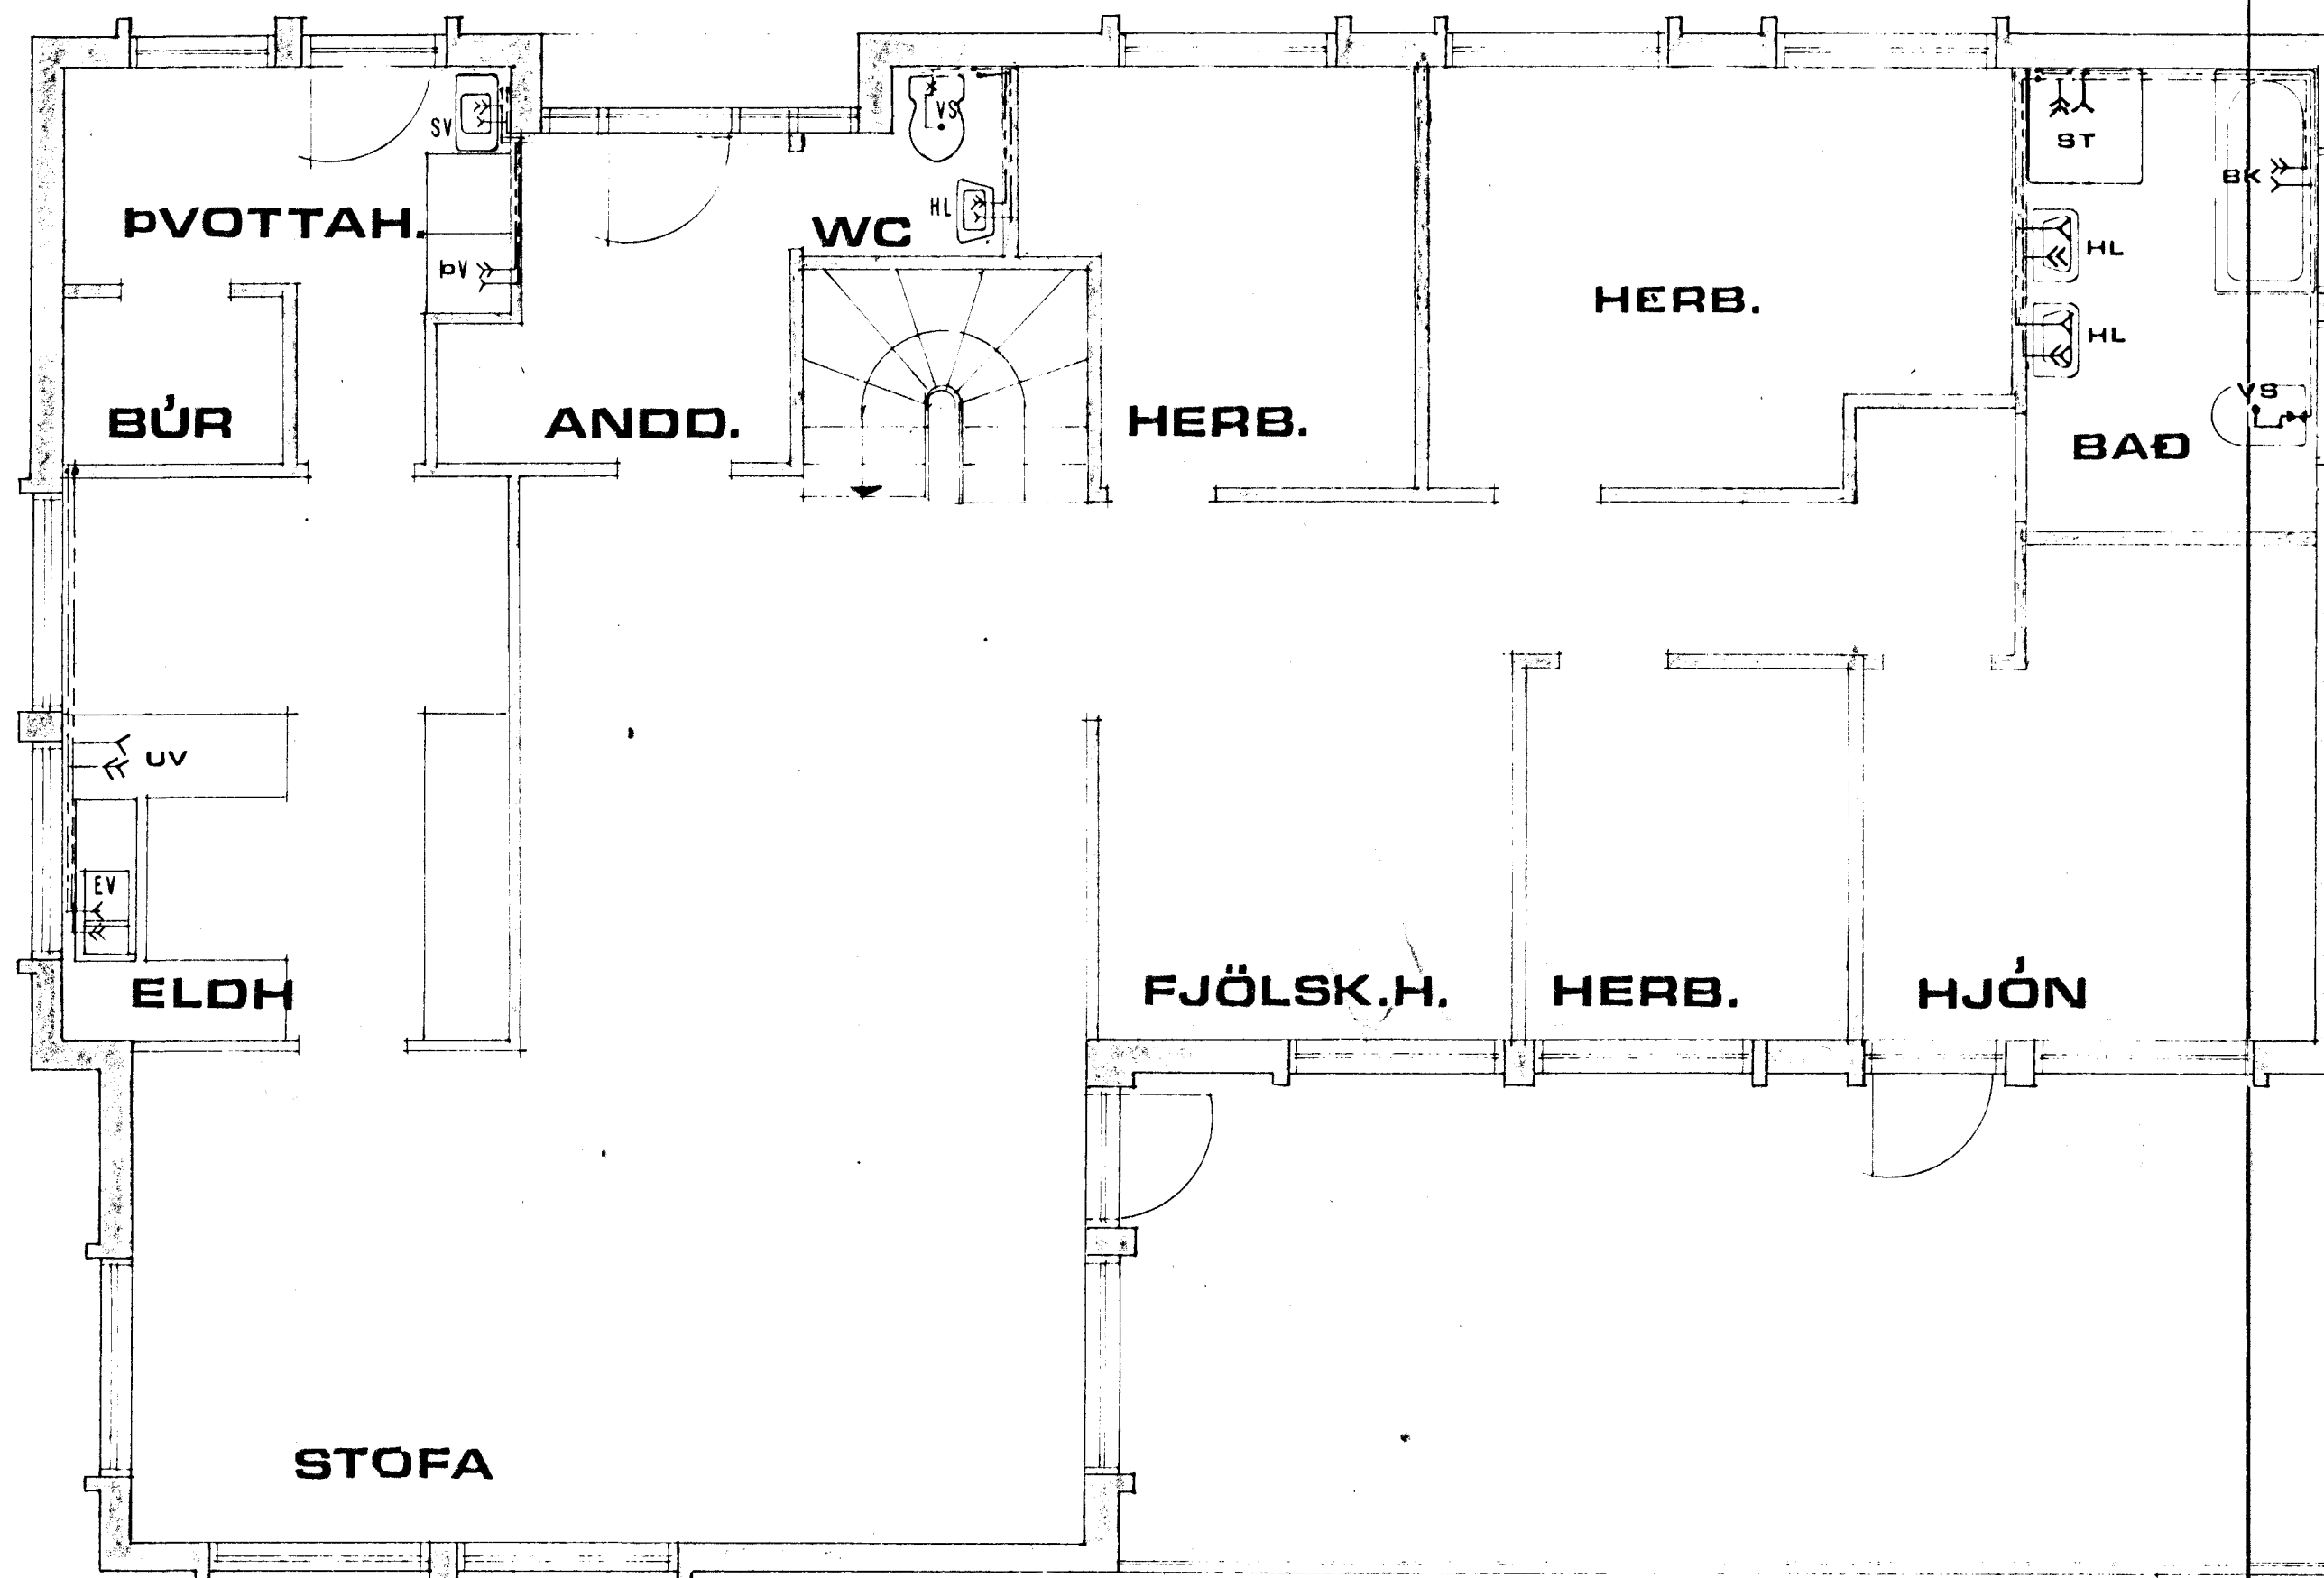 VS
SV
ST
BK
HL
ÞVOTTAH.
WC
HL
ÞV
HERB.
HL
VS
BÚR
ANDD.
HERB.
BAÐ
UV
EV
ELDH
FJÖLSK.H.
HERB.
HJÓN
STOFA